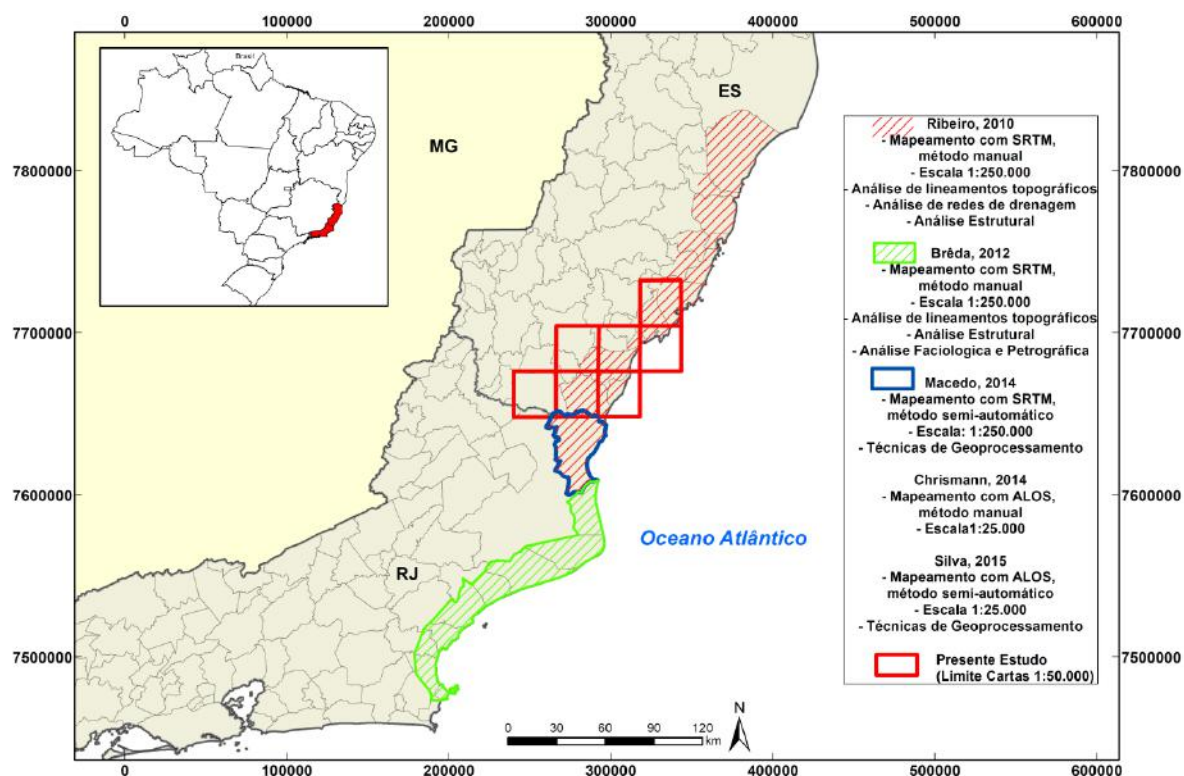 0 100000 200000 300000 400000 500000 600000
Brasil
ES
MG
7800000
7800000
7700000
7700000
7600000
7600000
7500000
7500000
RJ
Oceano Atlântico
Ribeiro, 2010
- Mapeamento com SRTM,
método manual
- Escala 1:250.000
- Análise de lineamentos topográficos
- Análise de redes de drenagem
- Análise Estrutural
Brêda, 2012
- Mapeamento com SRTM,
método manual
- Escala 1:250.000
- Análise de lineamentos topográficos
- Análise Estrutural
- Análise Faciologica e Petrográfica
Macedo, 2014
- Mapeamento com SRTM,
método semi-automático
- Escala: 1:250.000
- Técnicas de Geoprocessamento
Chrismann, 2014
- Mapeamento com ALOS,
método manual
- Escala1:25.000
Silva, 2015
- Mapeamento com ALOS,
método semi-automático
- Escala 1:25.000
- Técnicas de Geoprocessamento
Presente Estudo
(Limite Cartas 1:50.000)
N
0 30 60 90 120
km
0 100000 200000 300000 400000 500000 600000